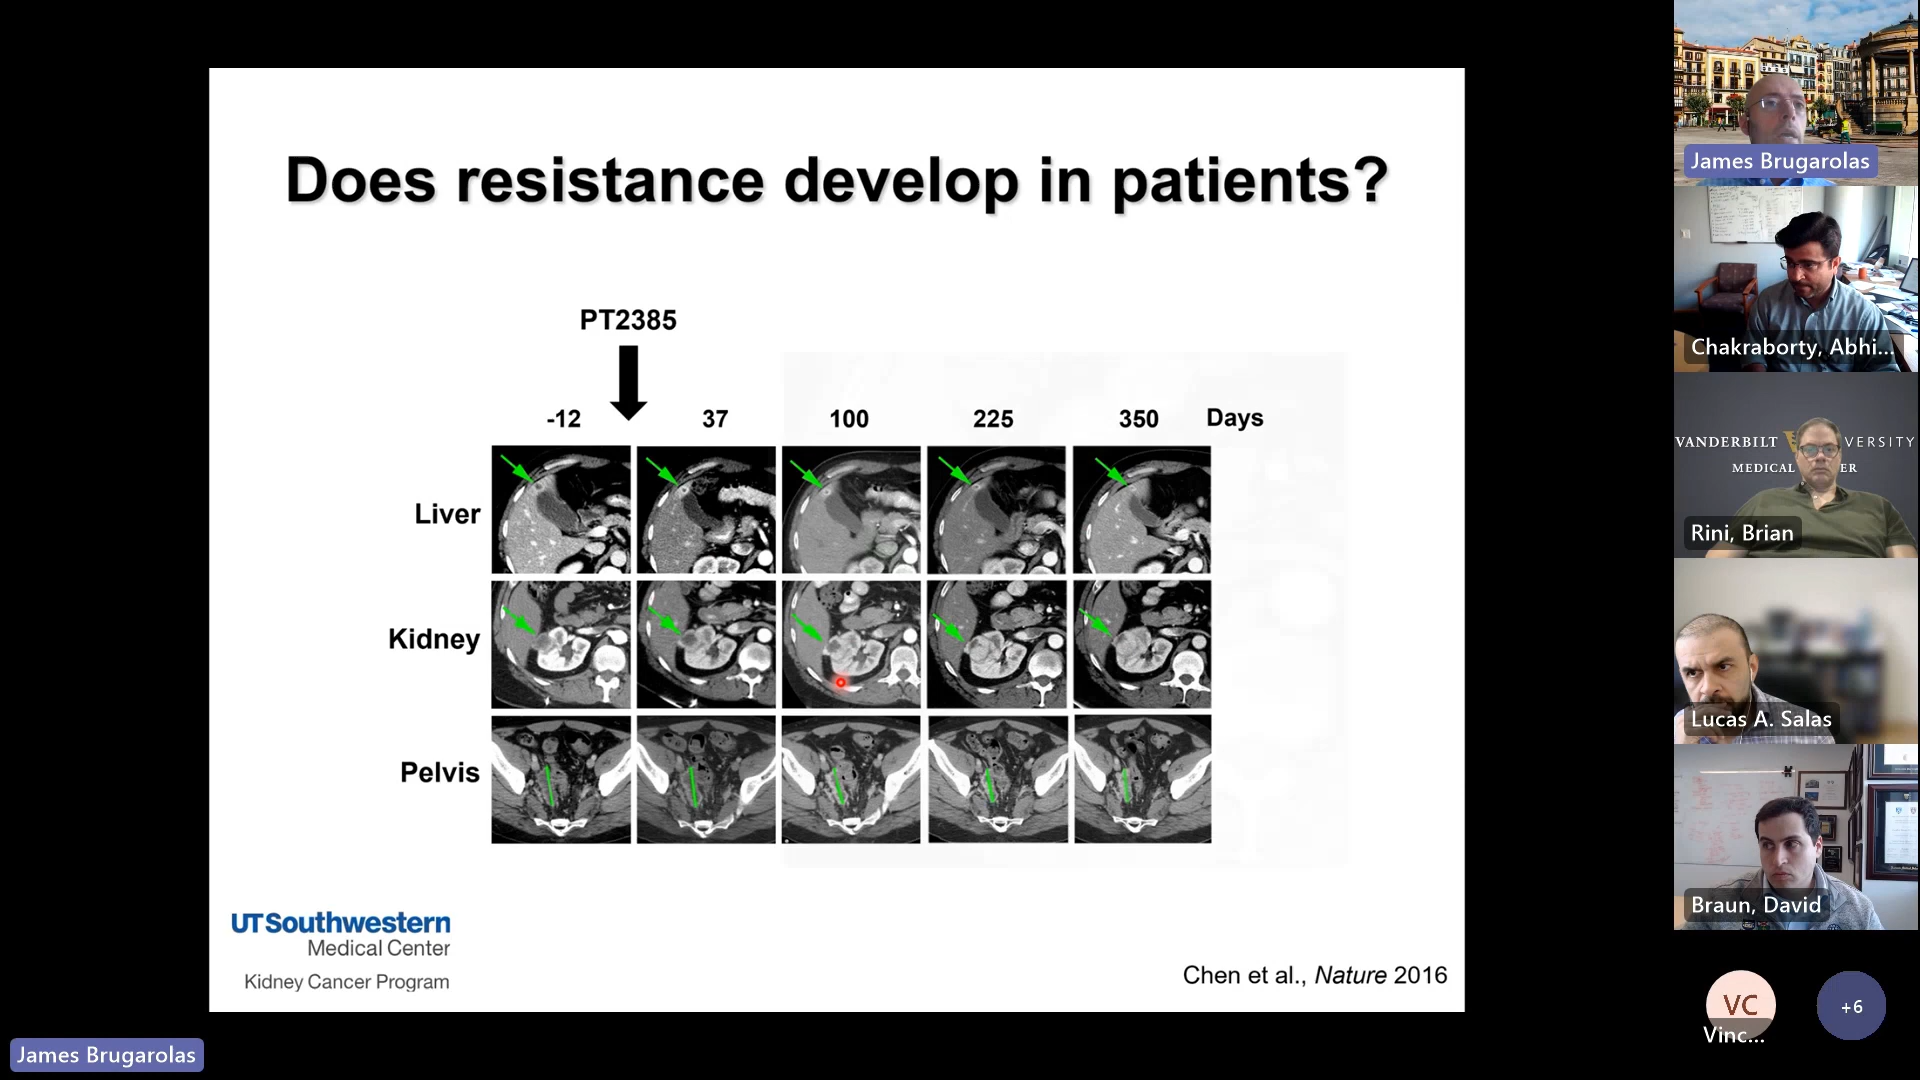 Does resistance develop in patients?
PT2385
-12 37 100 225 350 Days
Liver
Kidney
Pelvis
UTSouthwestern
Medical Center
Kidney Cancer Program
Chen et al., Nature 2016
James Brugarolas
James Brugarolas
Chakraborty, Abhi...
VANDERBILT
VERSITY
MEDICAL
ER
Rini, Brian
Lucas A. Salas
Braun, David
VC
Vinc...
+6